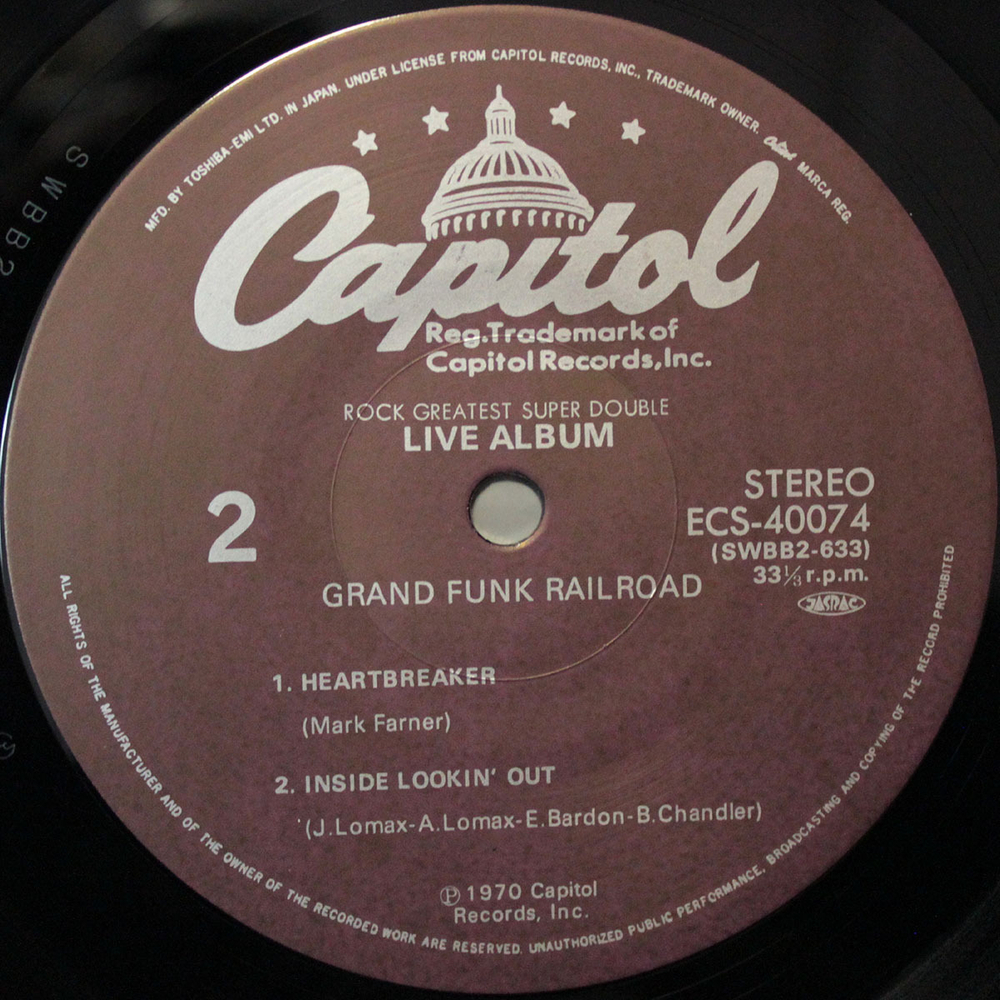 MFD. BY TOSHIBA-EMI LTD. IN JAPAN. UNDER LICENSE FROM CAPITOL RECORDS, INC., TRADEMARK OWNER. Capitol MARCA REG.
Capitol
Reg.Trademark of
Capitol Records,Inc.
ROCK GREATEST SUPER DOUBLE
LIVE ALBUM
2
STEREO
ECS-40074
(SWBB2-633)
33⅓ r.p.m.
JASRAC
GRAND FUNK RAILROAD
1. HEARTBREAKER
(Mark Farner)
2. INSIDE LOOKIN' OUT
(J.Lomax-A.Lomax-E.Bardon-B.Chandler)
Ⓟ 1970 Capitol
Records, Inc.
ALL RIGHTS OF THE MANUFACTURER AND OF THE OWNER OF THE RECORDED WORK ARE RESERVED. UNAUTHORIZED PUBLIC PERFORMANCE, BROADCASTING AND COPYING OF THE RECORD PROHIBITED
SWBB2